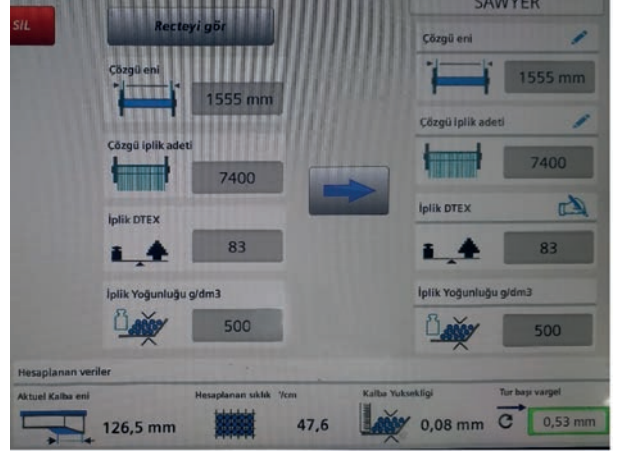 SİL
Recteyi gör
SAWYER
Çözgü eni
1555 mm
Çözgü eni
1555 mm
Çözgü iplik adeti
7400
Çözgü iplik adeti
7400
İplik DTEX
83
İplik DTEX
83
İplik Yoğunluğu g/dm3
500
İplik Yoğunluğu g/dm3
500
Hesaplanan veriler
Aktuel Kalba eni
126,5 mm
Hesaplanan sıklık °/cm
47,6
Kalba Yuksekligi
0,08 mm
Tur başı vargel
0,53 mm